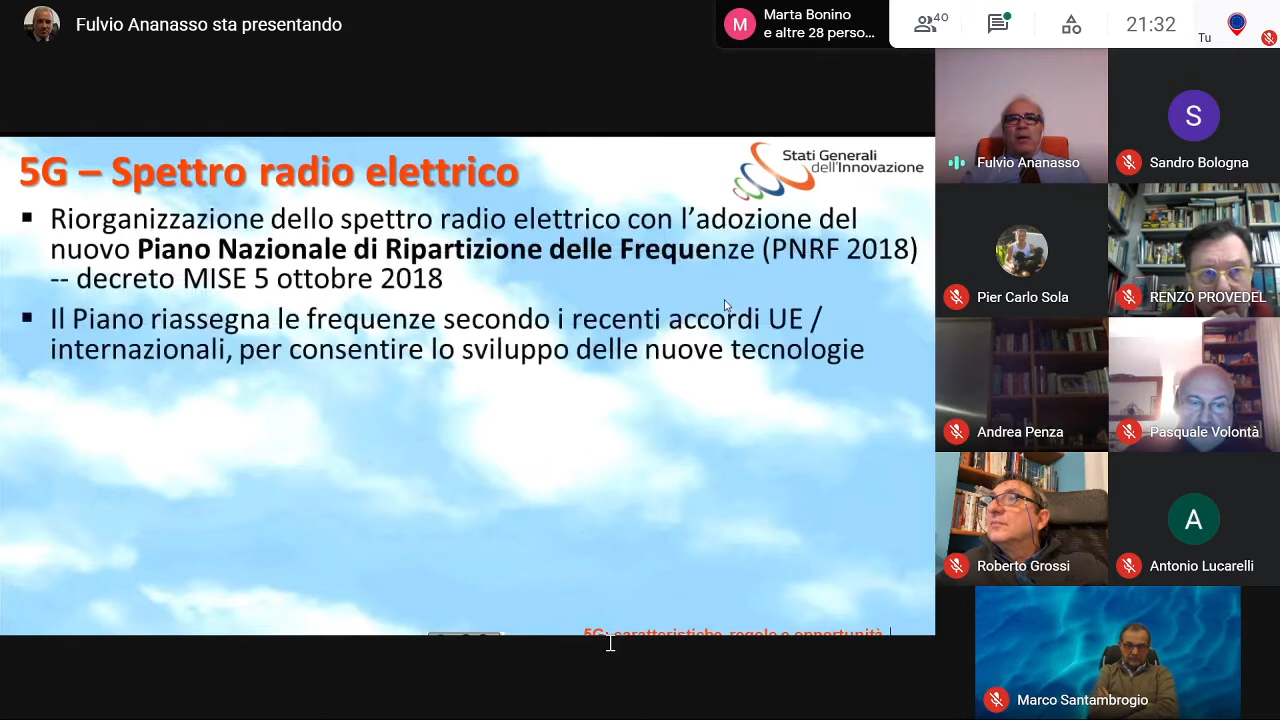 Fulvio Ananasso sta presentando
M
Marta Bonino
e altre 28 perso...
40
21:32
Tu
5G – Spettro radio elettrico
Stati Generali
dell'Innovazione
▪ Riorganizzazione dello spettro radio elettrico con l'adozione del
nuovo Piano Nazionale di Ripartizione delle Frequenze (PNRF 2018)
-- decreto MISE 5 ottobre 2018
▪ Il Piano riassegna le frequenze secondo i recenti accordi UE /
internazionali, per consentire lo sviluppo delle nuove tecnologie
5G: caratteristiche, regole e opportunità
Fulvio Ananasso
S
Sandro Bologna
Pier Carlo Sola
RENZO PROVEDEL
Andrea Penza
Pasquale Volontà
Roberto Grossi
A
Antonio Lucarelli
Marco Santambrogio